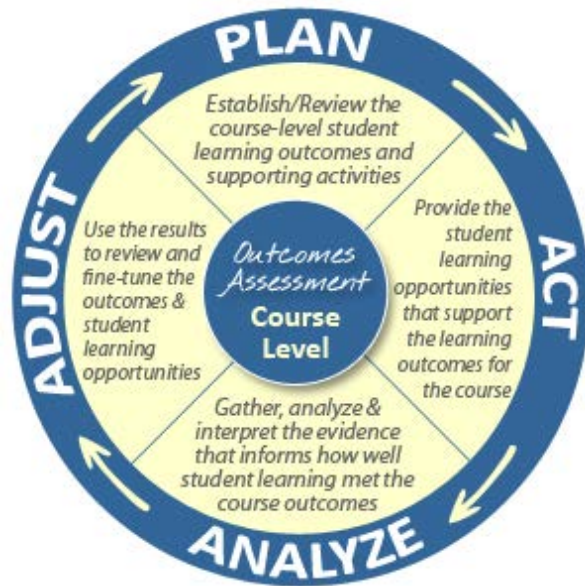 PLAN
Establish/Review the
course-level student
learning outcomes and
supporting activities
ACT
Provide the
student
learning
opportunities
that support
the learning
outcomes for
the course
ANALYZE
Gather, analyze &
interpret the evidence
that informs how well
student learning met the
course outcomes
ADJUST
Use the results
to review and
fine-tune the
outcomes &
student
learning
opportunities
Outcomes
Assessment
Course
Level